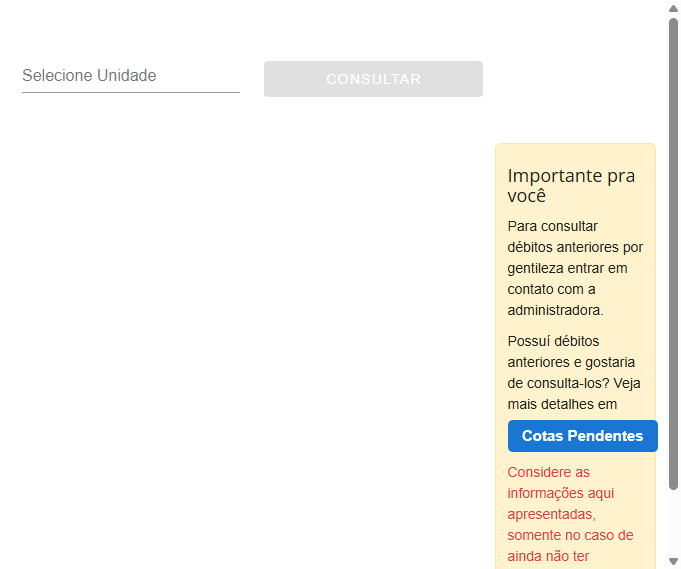 Selecione Unidade
CONSULTAR
Importante pra
você
Para consultar
débitos anteriores por
gentileza entrar em
contato com a
administradora.
Possuí débitos
anteriores e gostaria
de consulta-los? Veja
mais detalhes em
Cotas Pendentes
Considere as
informações aqui
apresentadas,
somente no caso de
ainda não ter